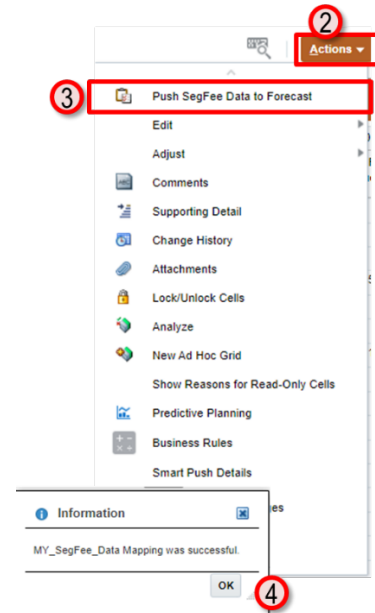 2
Actions
3
Push SegFee Data to Forecast
Edit
Adjust
Comments
Supporting Detail
Change History
Attachments
Lock/Unlock Cells
Analyze
New Ad Hoc Grid
Show Reasons for Read-Only Cells
Predictive Planning
Business Rules
Smart Push Details
es
Information
MY_SegFee_Data Mapping was successful.
OK
4